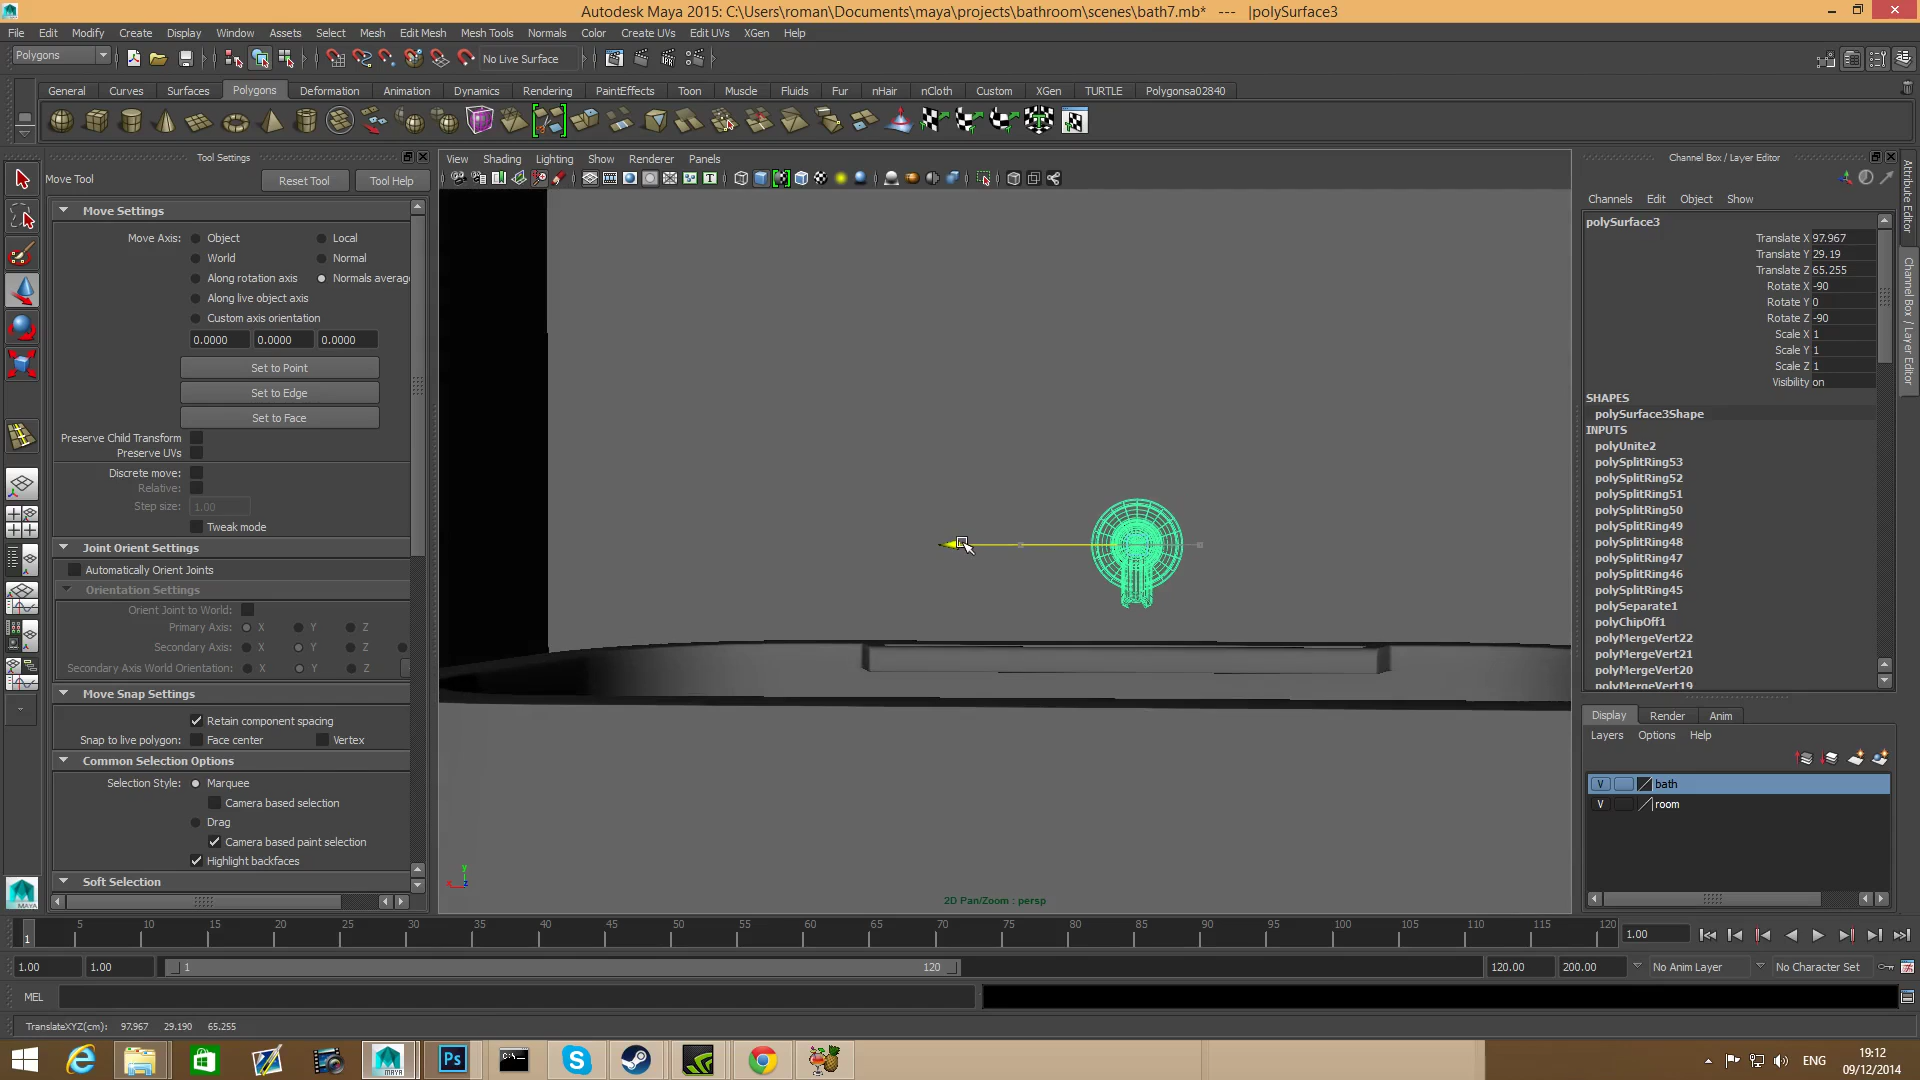 Autodesk Maya 2015: C:\Users\roman\Documents\maya\projects\bathroom\scenes\bath7.mb* --- |polySurface3
File Edit Modify Create Display Window Assets Select Mesh Edit Mesh Mesh Tools Normals Color Create UVs Edit UVs XGen Help
Polygons No Live Surface
General Curves Surfaces Polygons Deformation Animation Dynamics Rendering PaintEffects Toon Muscle Fluids Fur nHair nCloth Custom XGen TURTLE Polygonsa02840
Tool Settings
Move Tool Reset Tool Tool Help
Move Settings
Move Axis: Object Local
World Normal
Along rotation axis Normals averag
Along live object axis
Custom axis orientation
0.0000 0.0000 0.0000
Set to Point
Set to Edge
Set to Face
Preserve Child Transform
Preserve UVs
Discrete move:
Relative:
Step size: 1.00
Tweak mode
Joint Orient Settings
Automatically Orient Joints
Orientation Settings
Orient Joint to World:
Primary Axis: X Y Z
Secondary Axis: X Y Z
Secondary Axis World Orientation: X Y Z
Move Snap Settings
Retain component spacing
Snap to live polygon: Face center Vertex
Common Selection Options
Selection Style: Marquee
Camera based selection
Drag
Camera based paint selection
Highlight backfaces
Soft Selection
View Shading Lighting Show Renderer Panels
y
x z
2D Pan/Zoom : persp
Channel Box / Layer Editor
Channels Edit Object Show
polySurface3
Translate X 97.967
Translate Y 29.19
Translate Z 65.255
Rotate X -90
Rotate Y 0
Rotate Z -90
Scale X 1
Scale Y 1
Scale Z 1
Visibility on
SHAPES
polySurface3Shape
INPUTS
polyUnite2
polySplitRing53
polySplitRing52
polySplitRing51
polySplitRing50
polySplitRing49
polySplitRing48
polySplitRing47
polySplitRing46
polySplitRing45
polySeparate1
polyChipOff1
polyMergeVert22
polyMergeVert21
polyMergeVert20
polyMergeVert19
Display Render Anim
Layers Options Help
V bath
V room
Attribute Editor
Channel Box / Layer Editor
1 5 10 15 20 25 30 35 40 45 50 55 60 65 70 75 80 85 90 95 100 105 110 115 120
1.00
1.00 1.00 1 120 120.00 200.00 No Anim Layer No Character Set
MEL
TranslateXYZ(cm): 97.967 29.190 65.255
MAYA
Ps
ENG
19:12
09/12/2014